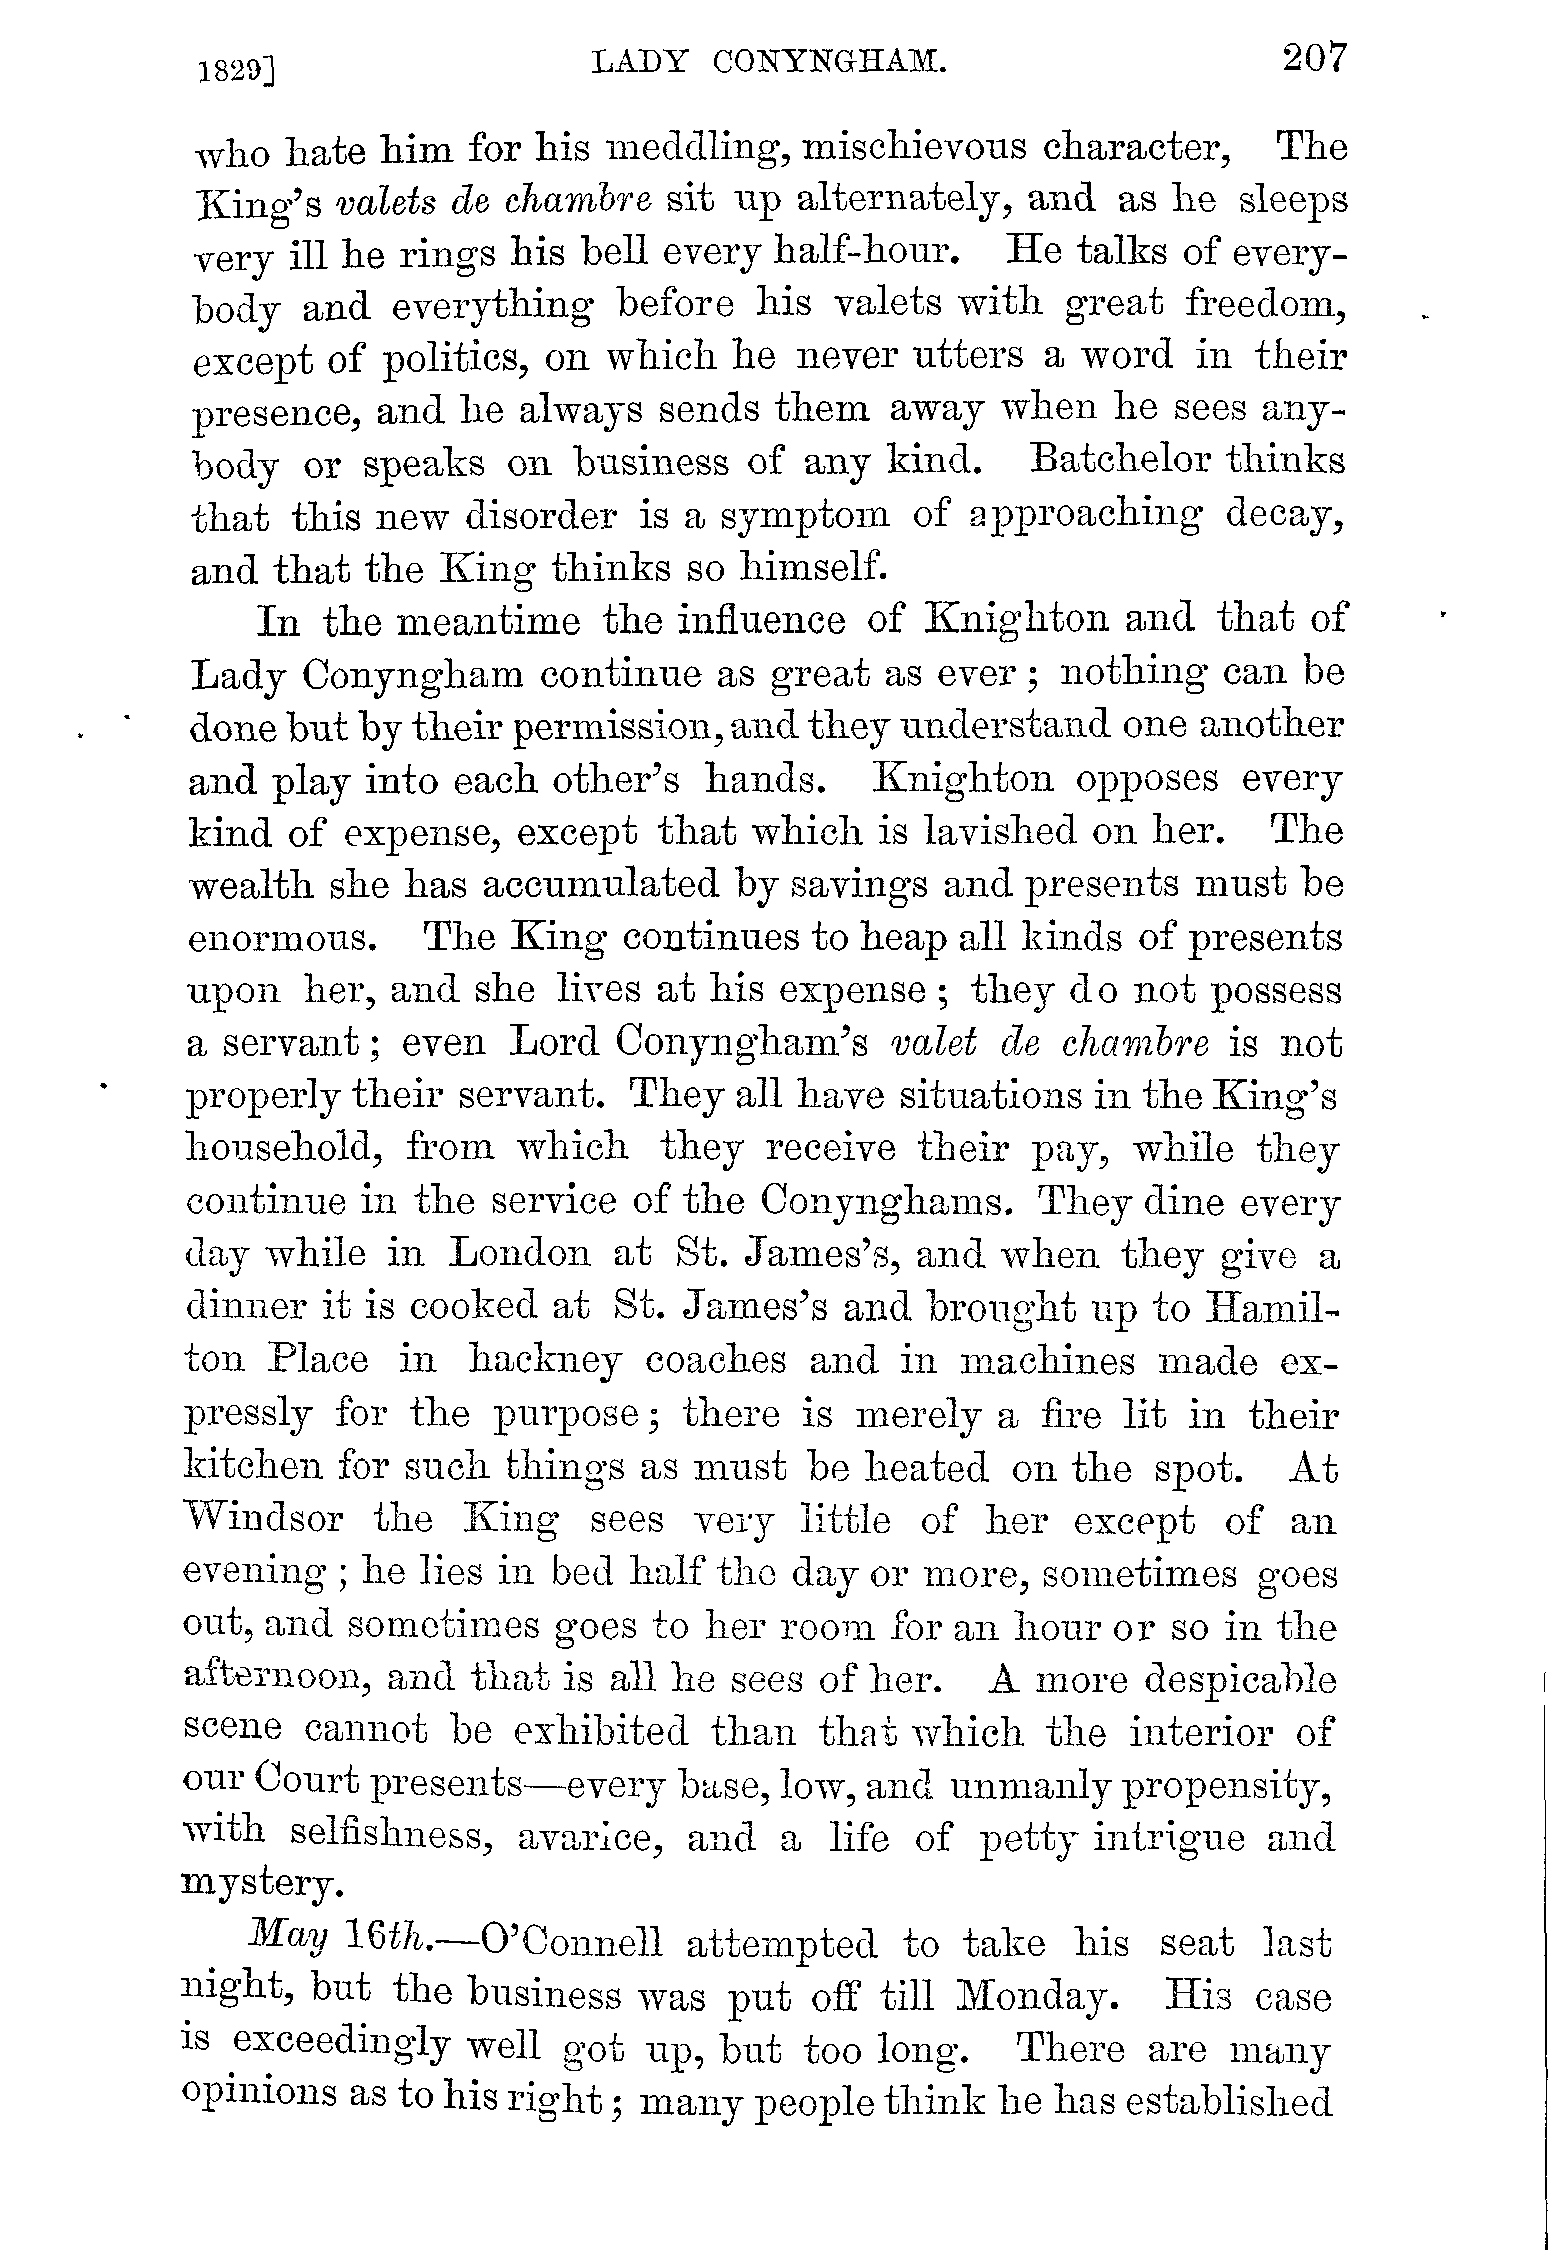 1829] LADY CONYNGHAM. 207
who hate him for his meddling, mischievous character, The
King's valets de chambre sit up alternately, and as he sleeps
very ill he rings his bell every half-hour. He talks of every-
body and everything before his valets with great freedom,
except of politics, on which he never utters a word in their
presence, and he always sends them away when he sees any-
body or speaks on business of any kind. Batchelor thinks
that this new disorder is a symptom of approaching decay,
and that the King thinks so himself.
In the meantime the influence of Knighton and that of
Lady Conyngham continue as great as ever; nothing can be
done but by their permission, and they understand one another
and play into each other's hands. Knighton opposes every
kind of expense, except that which is lavished on her. The
wealth she has accumulated by savings and presents must be
enormous. The King continues to heap all kinds of presents
upon her, and she lives at his expense; they do not possess
a servant; even Lord Conyngham's valet de chambre is not
properly their servant. They all have situations in the King's
household, from which they receive their pay, while they
continue in the service of the Conynghams. They dine every
day while in London at St. James's, and when they give a
dinner it is cooked at St. James's and brought up to Hamil-
ton Place in hackney coaches and in machines made ex-
pressly for the purpose; there is merely a fire lit in their
kitchen for such things as must be heated on the spot. At
Windsor the King sees very little of her except of an
evening; he lies in bed half the day or more, sometimes goes
out, and sometimes goes to her room for an hour or so in the
afternoon, and that is all he sees of her. A more despicable
scene cannot be exhibited than that which the interior of
our Court presents—every base, low, and unmanly propensity,
with selfishness, avarice, and a life of petty intrigue and
mystery.
May 16th.—O'Connell attempted to take his seat last
night, but the business was put off till Monday. His case
is exceedingly well got up, but too long. There are many
opinions as to his right; many people think he has established